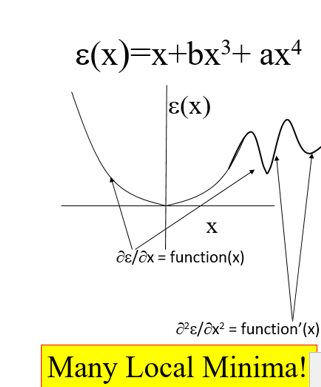 ε(x)=x+bx³+ ax⁴
ε(x)
x
∂ε/∂x = function(x)
∂²ε/∂x² = function’(x)
Many Local Minima!